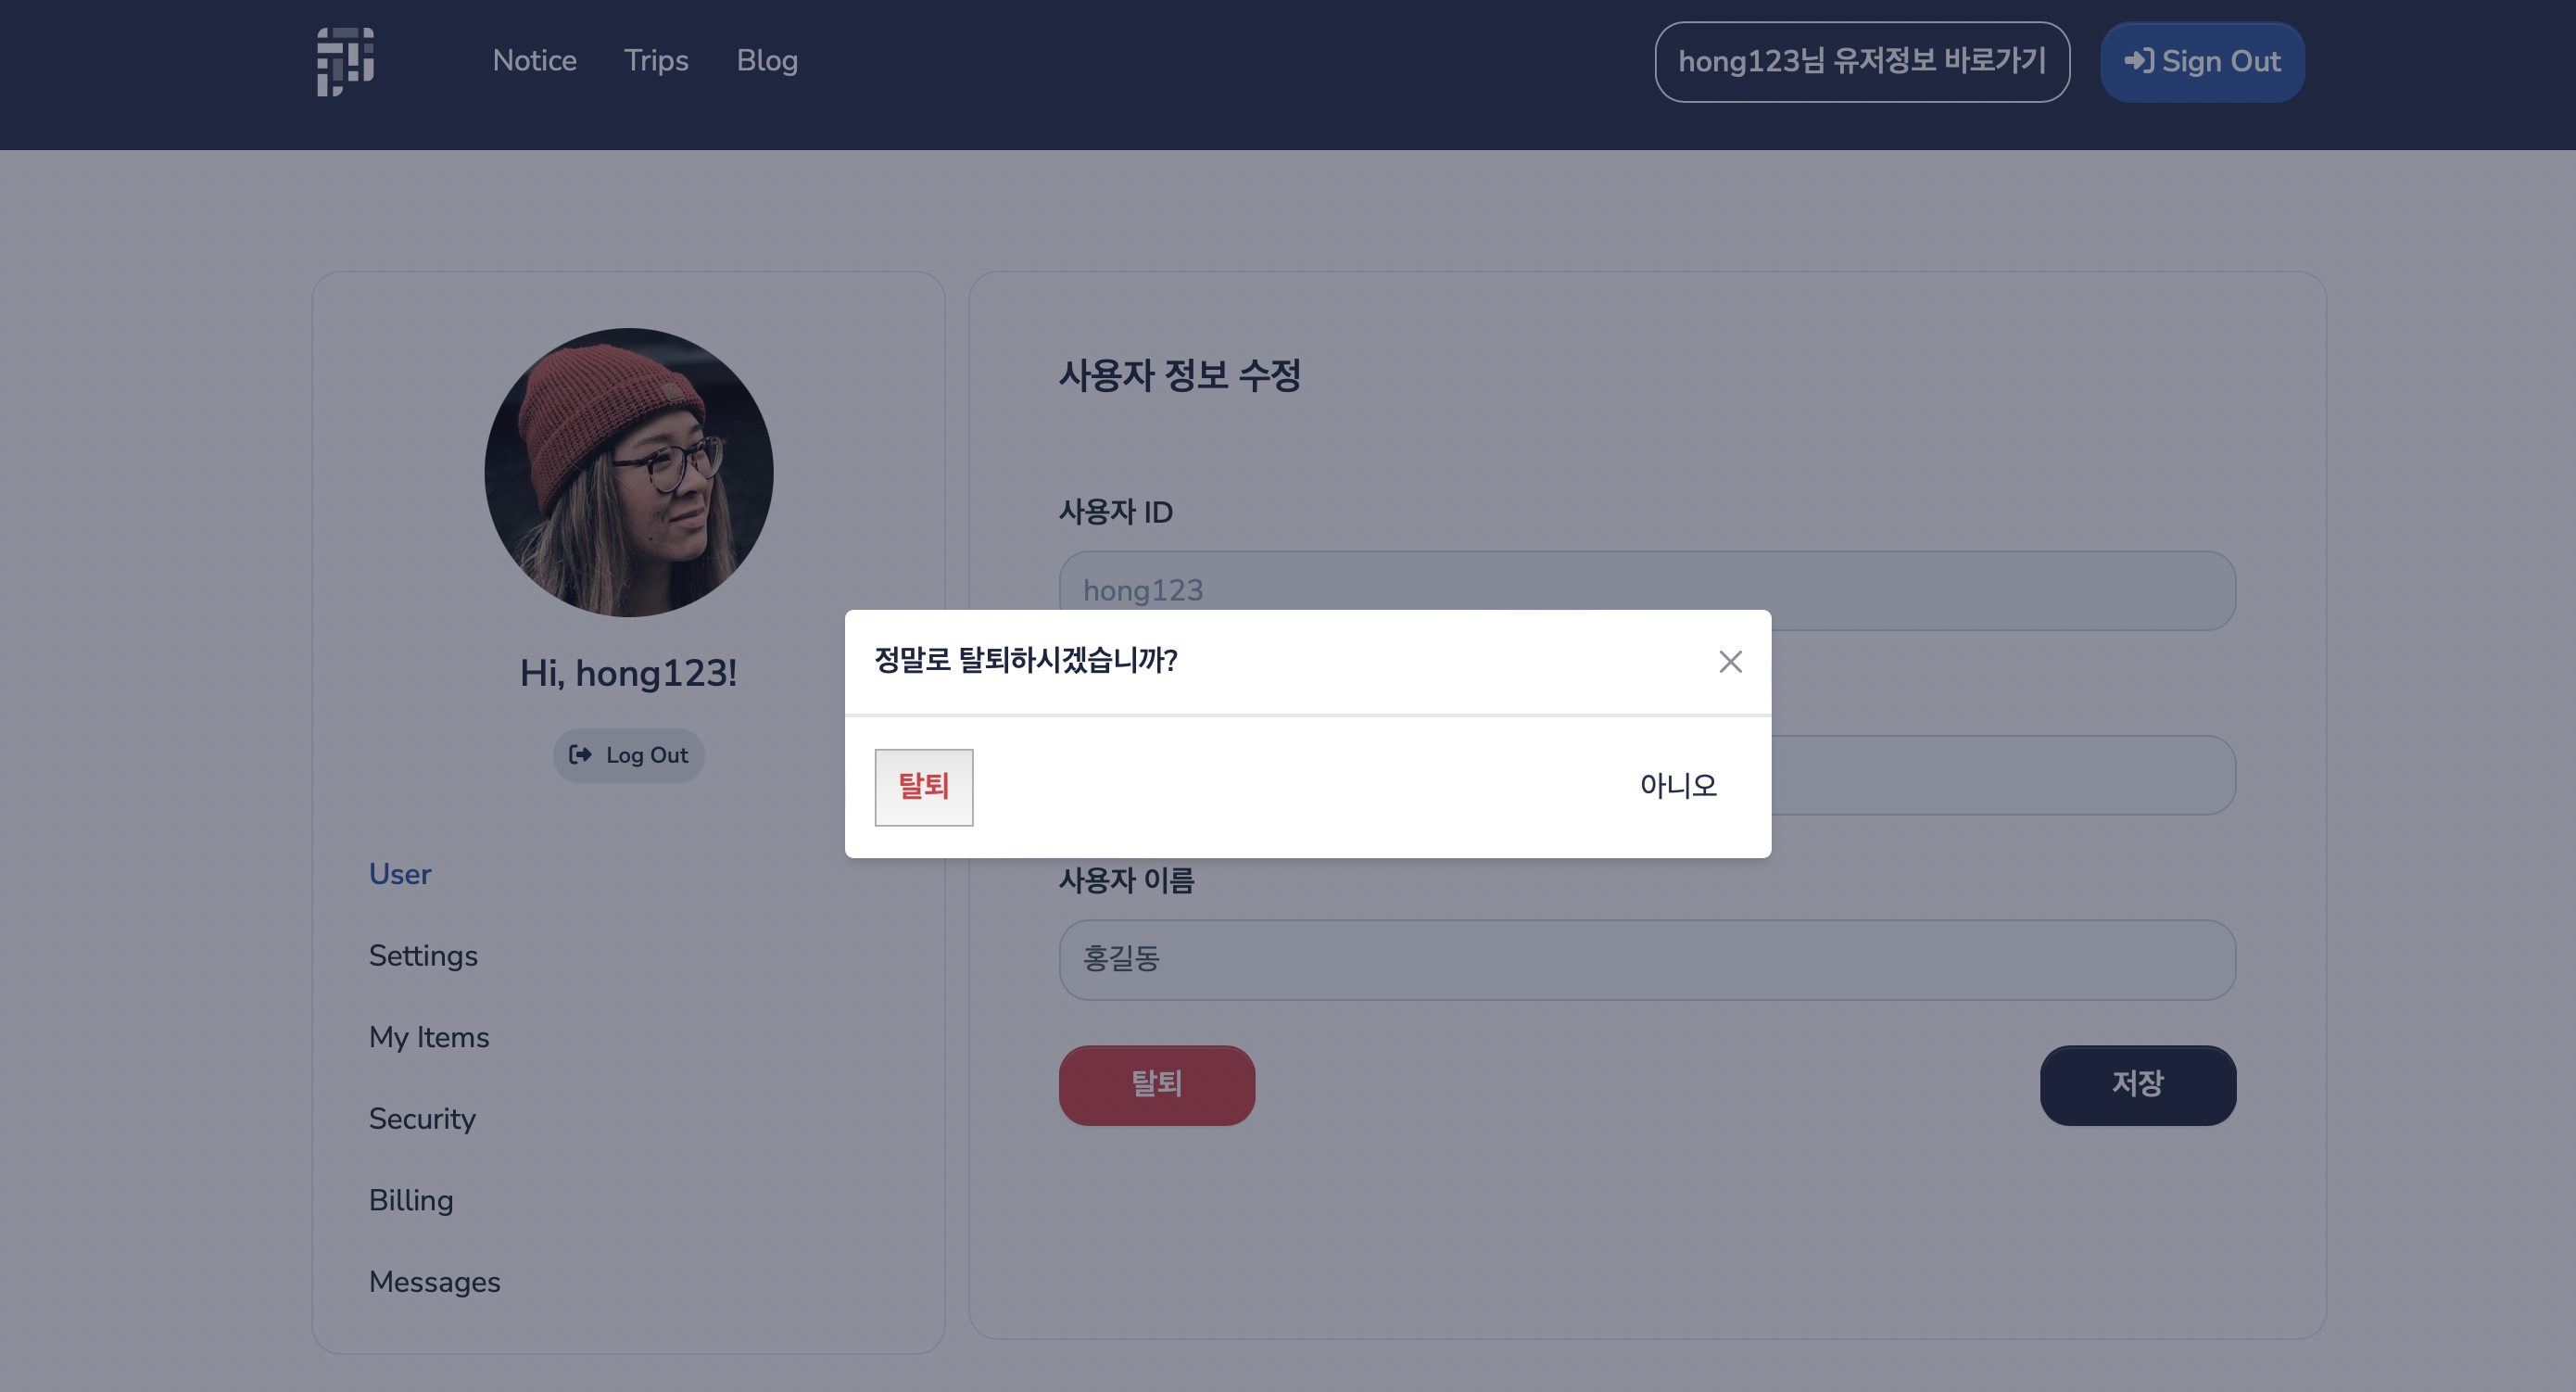 Notice Trips Blog hong123님 유저정보 바로가기 Sign Out
Hi, hong123!
Log Out
User
Settings
My Items
Security
Billing
Messages
사용자 정보 수정
사용자 ID
hong123
정말로 탈퇴하시겠습니까?
탈퇴 아니오
사용자 이름
홍길동
탈퇴 저장